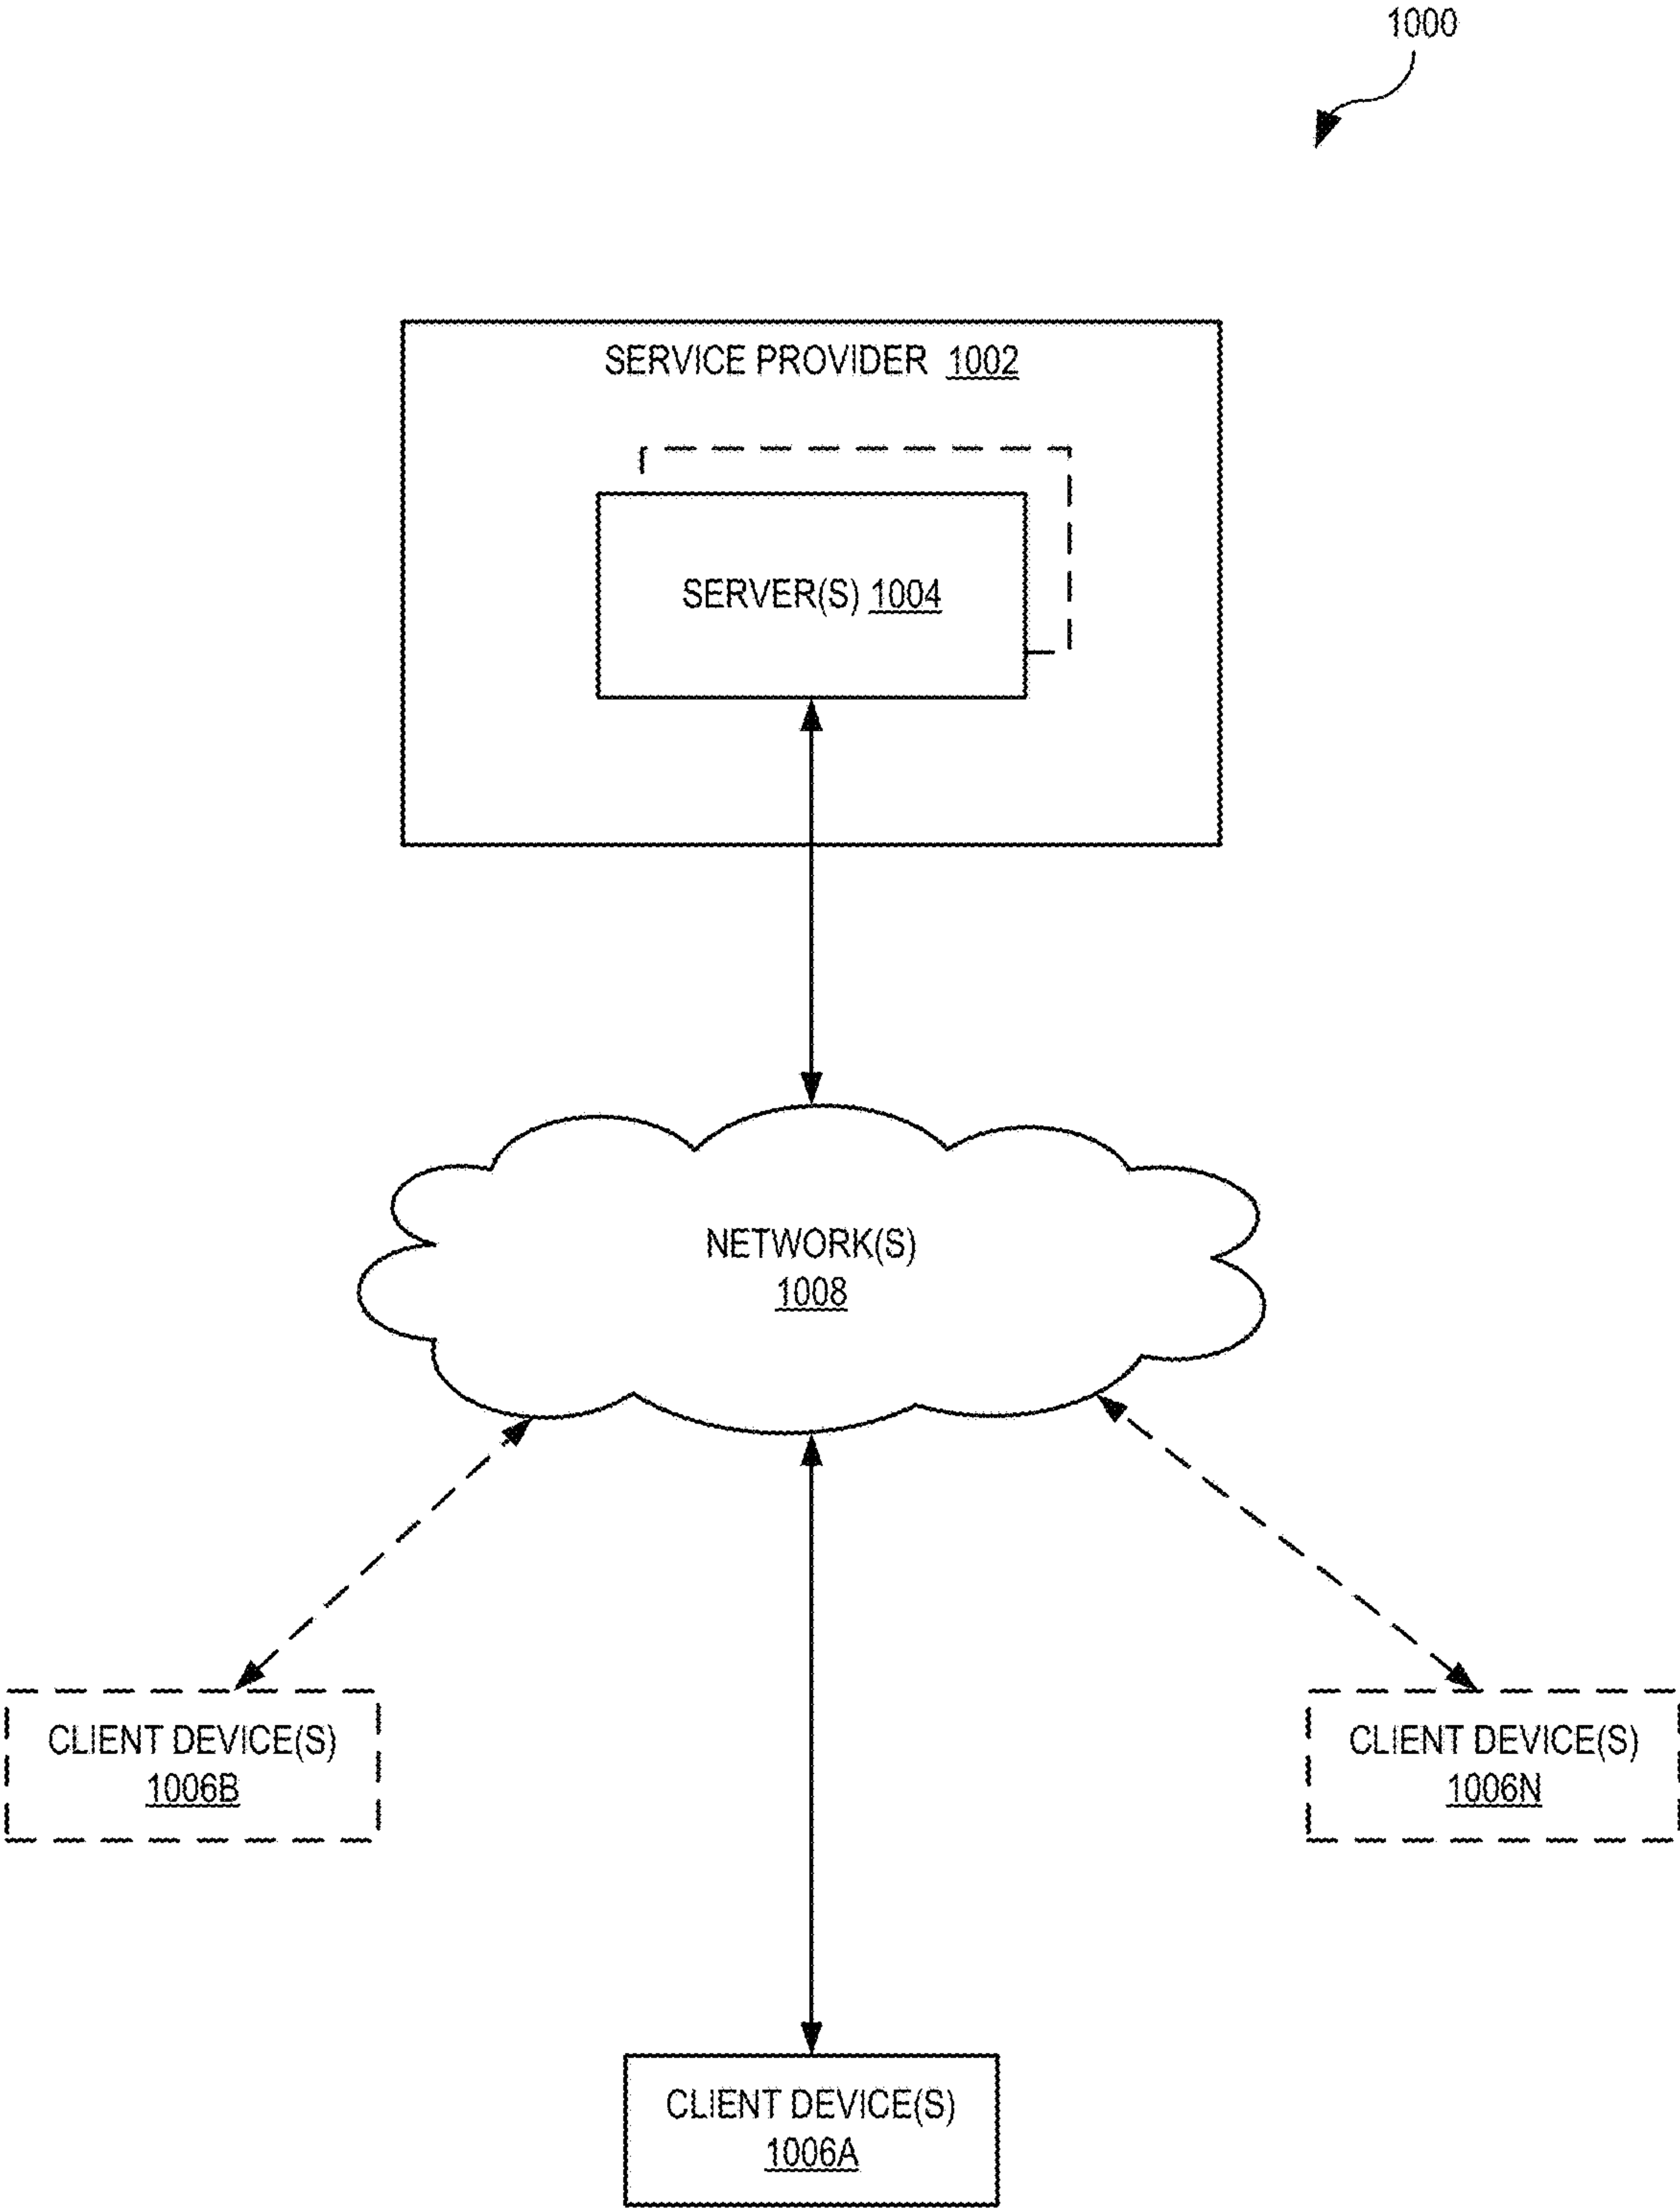 1000
SERVICE PROVIDER 1002
SERVER(S) 1004
NETWORK(S)
1008
CLIENT DEVICE(S)
1006B
CLIENT DEVICE(S)
1006N
CLIENT DEVICE(S)
1006A